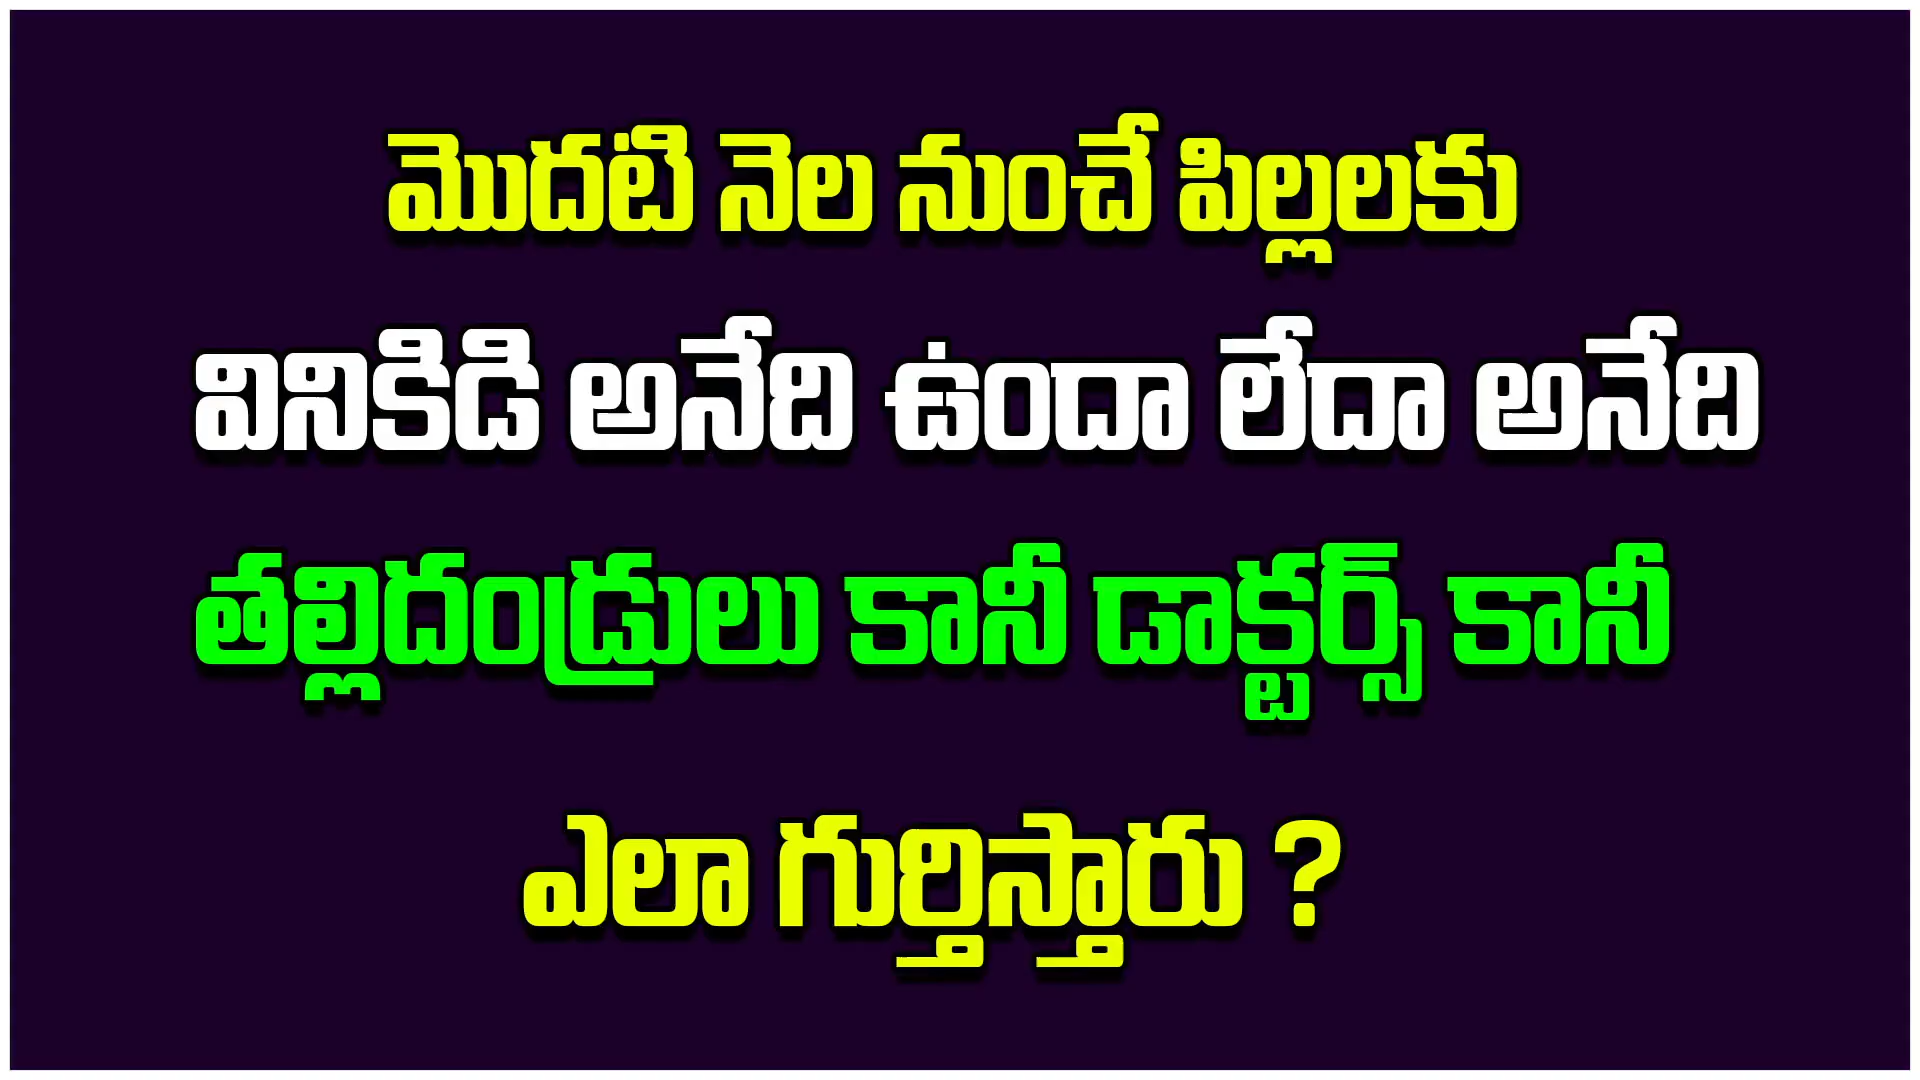 మొదటి నెల నుంచే పిల్లలకు
వినికిడి అనేది ఉందా లేదా అనేది
తల్లిదండ్రులు కానీ డాక్టర్స్ కానీ
ఎలా గుర్తిస్తారు ?